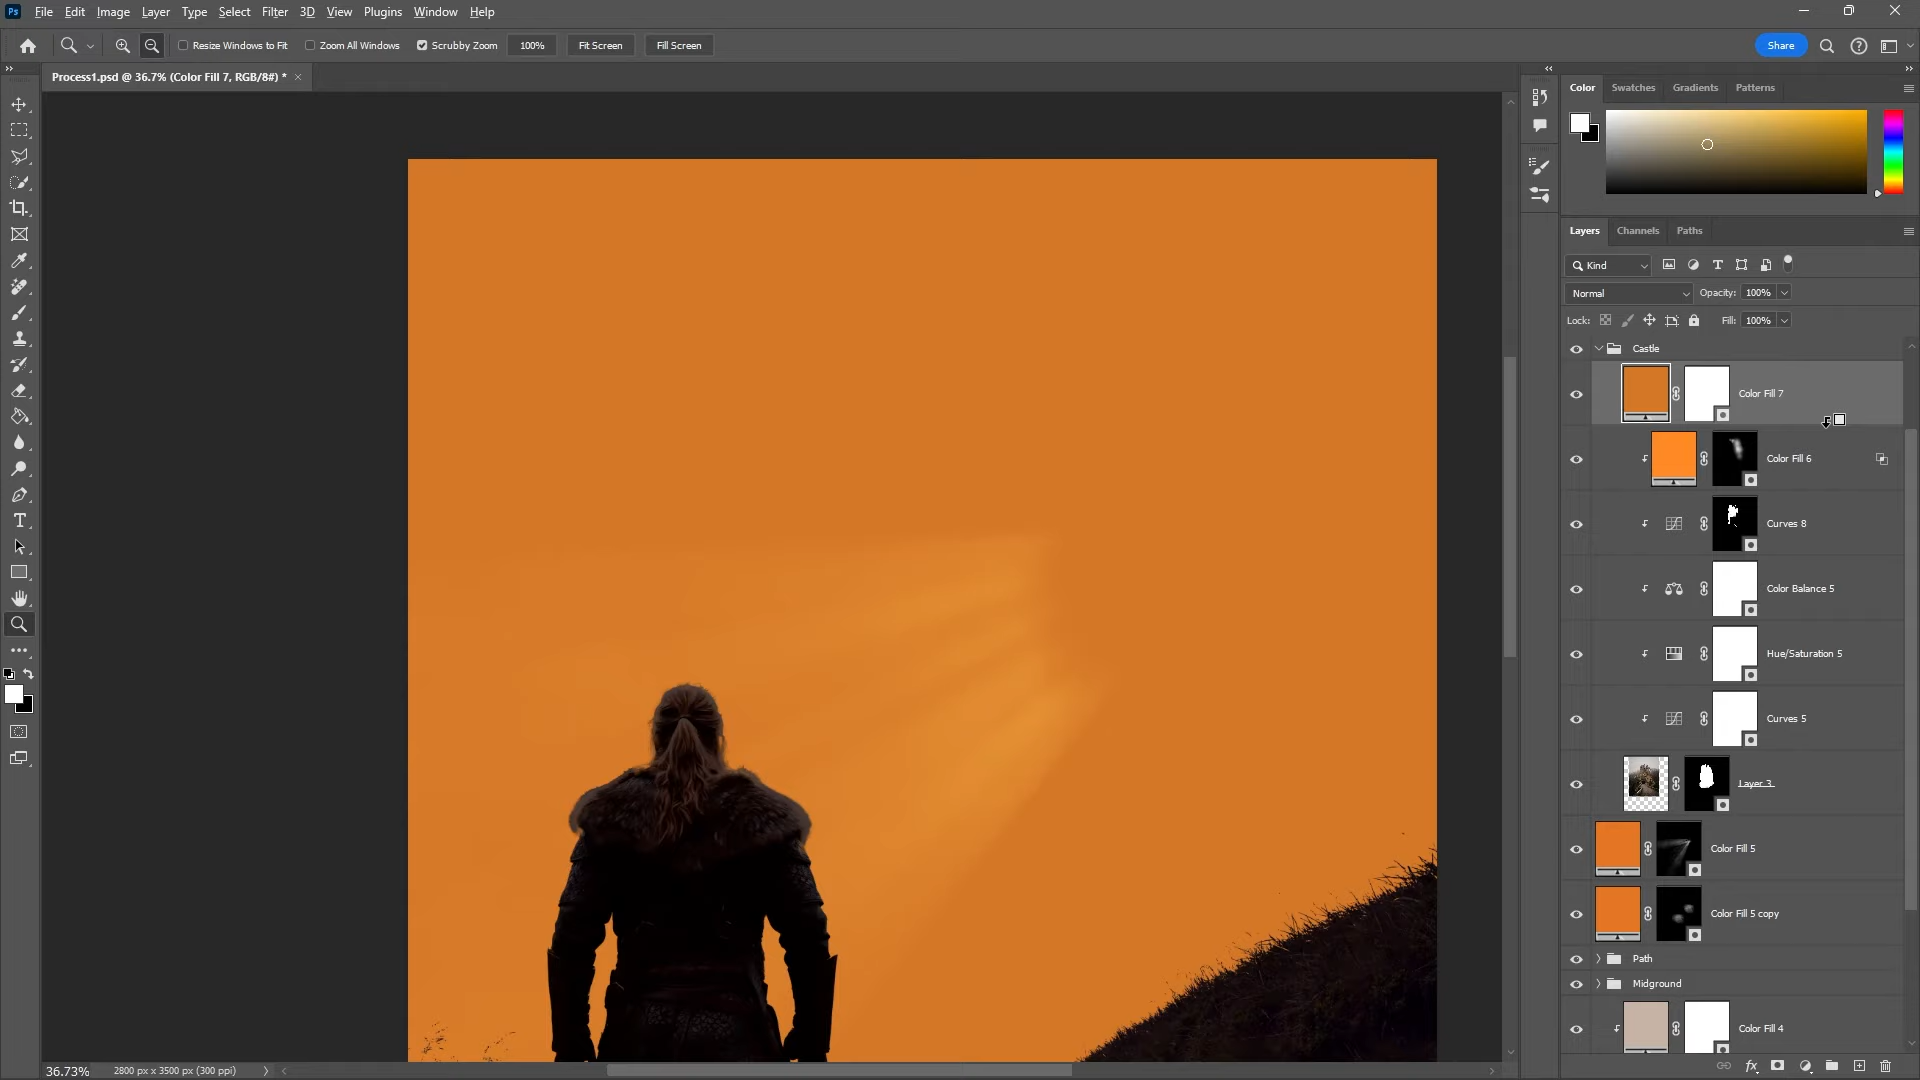 Ps File Edit Image Layer Type Select Filter 3D View Plugins Window Help
Resize Windows to Fit Zoom All Windows Scrubby Zoom 100% Fit Screen Fill Screen Share
Process1.psd @ 36.7% (Color Fill 7, RGB/8#) *
Color Swatches Gradients Patterns
Layers Channels Paths
Kind
Normal Opacity: 100%
Lock: Fill: 100%
Castle
Color Fill 7
Color Fill 6
Curves 8
Color Balance 5
Hue/Saturation 5
Curves 5
Layer 3
Color Fill 5
Color Fill 5 copy
Path
Midground
Color Fill 4
36.73% 2800 px x 3500 px (300 ppi)